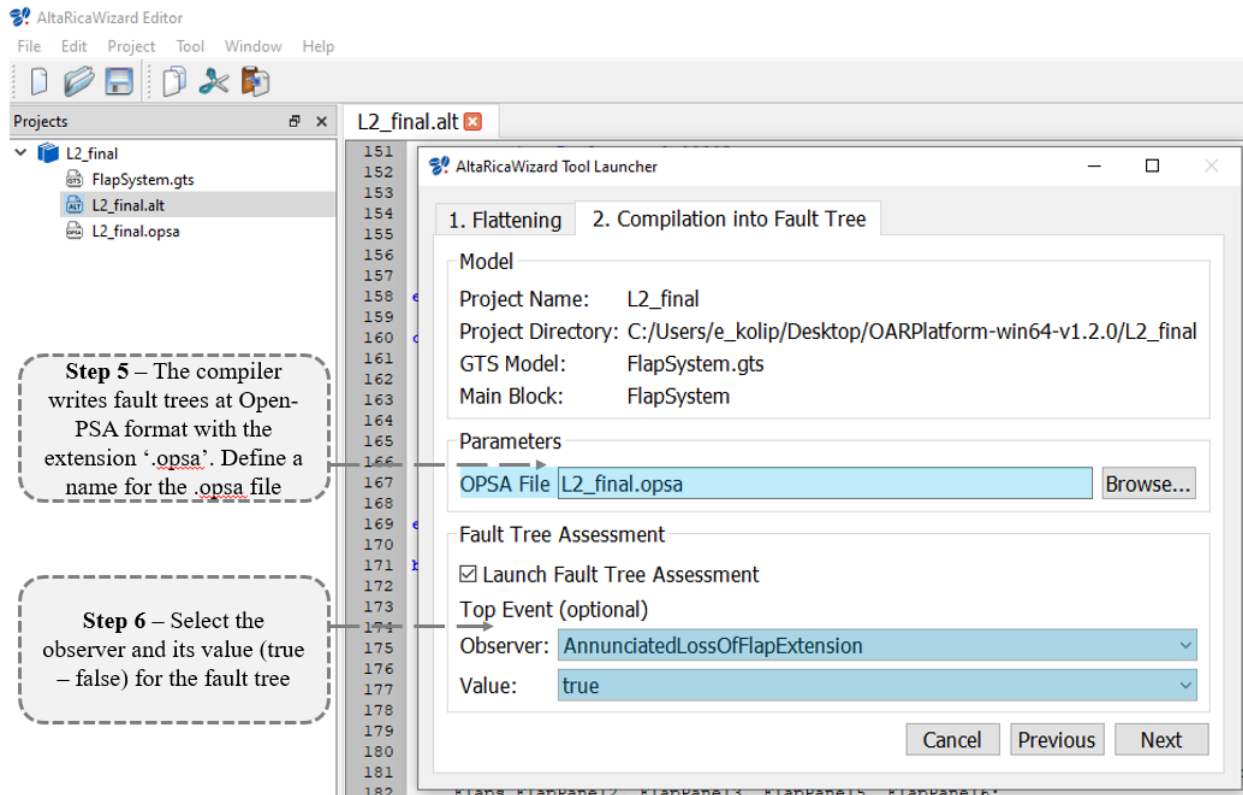 AltaRicaWizard Editor
File Edit Project Tool Window Help
Projects
L2_final
FlapSystem.gts
L2_final.alt
L2_final.opsa
L2_final.alt
151
152
153
154
155
156
157
158 e
159
160 c
161
162
163
164
165
166
167
168
169 e
170
171 b
172
173
174
175
176
177
178
179
180
181
182 Flaps FlapPanel2, FlapPanel3, FlapPanel5, FlapPanel6;
AltaRicaWizard Tool Launcher
1. Flattening 2. Compilation into Fault Tree
Model
Project Name: L2_final
Project Directory: C:/Users/e_kolip/Desktop/OARPlatform-win64-v1.2.0/L2_final
GTS Model: FlapSystem.gts
Main Block: FlapSystem
Parameters
OPSA File L2_final.opsa Browse...
Fault Tree Assessment
Launch Fault Tree Assessment
Top Event (optional)
Observer: AnnunciatedLossOfFlapExtension
Value: true
Cancel Previous Next
Step 5 – The compiler
writes fault trees at Open-
PSA format with the
extension ‘.opsa’. Define a
name for the .opsa file
Step 6 – Select the
observer and its value (true
– false) for the fault tree